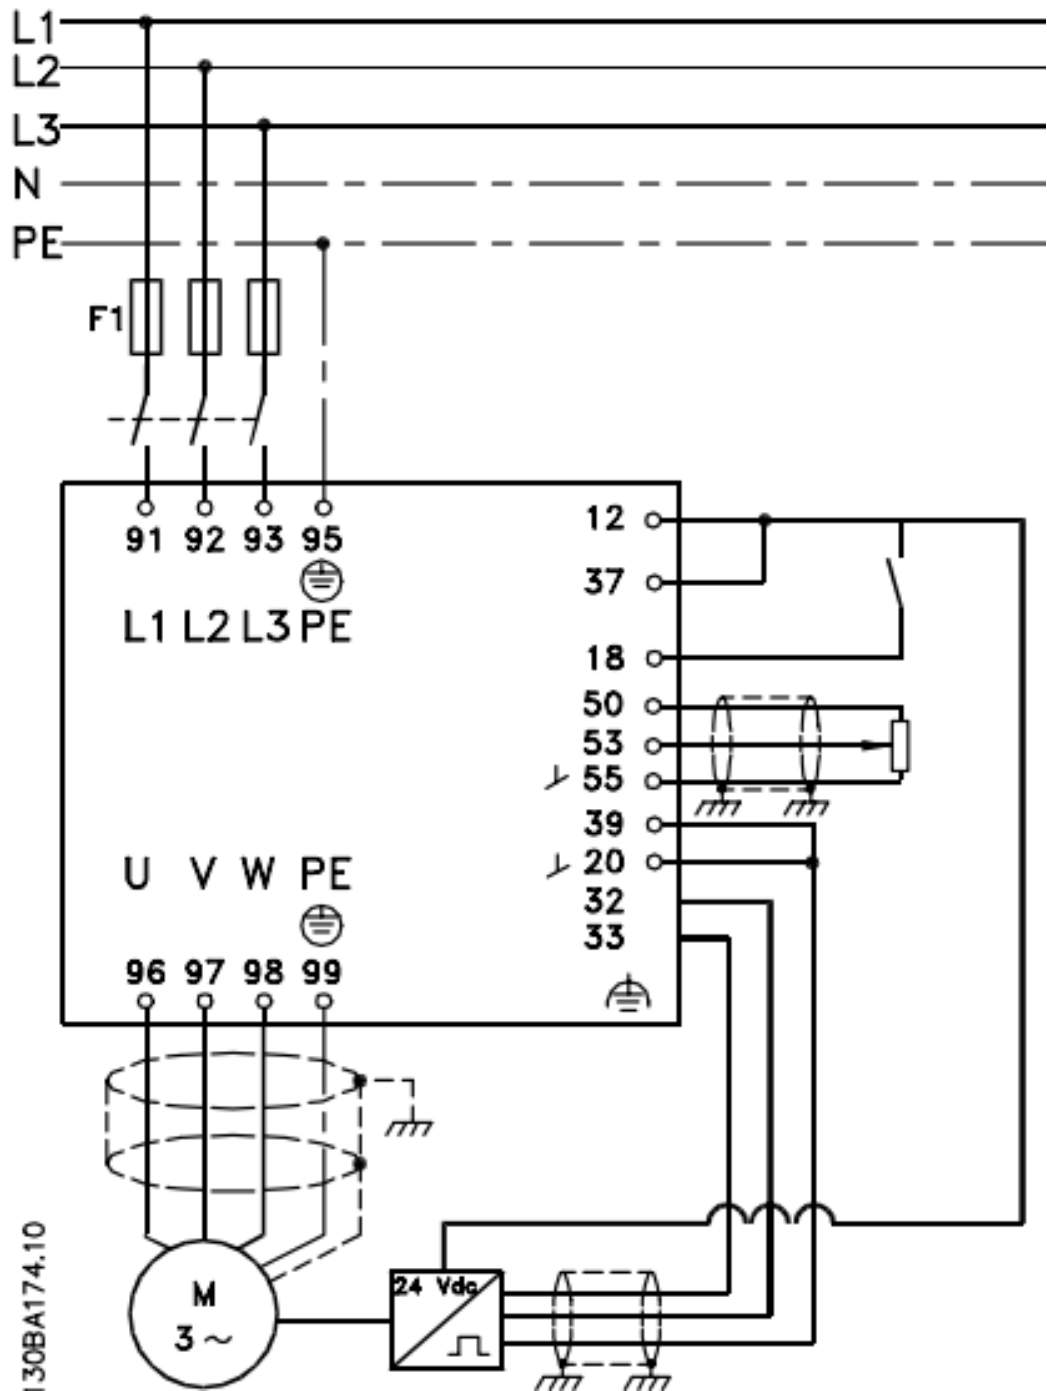 L1
L2
L3
N
PE
F1
91 92 93 95
L1 L2 L3 PE
12
37
18
50
53
55
39
20
32
33
U V W PE
96 97 98 99
M
3 ~
24 Vdc
130BA174.10